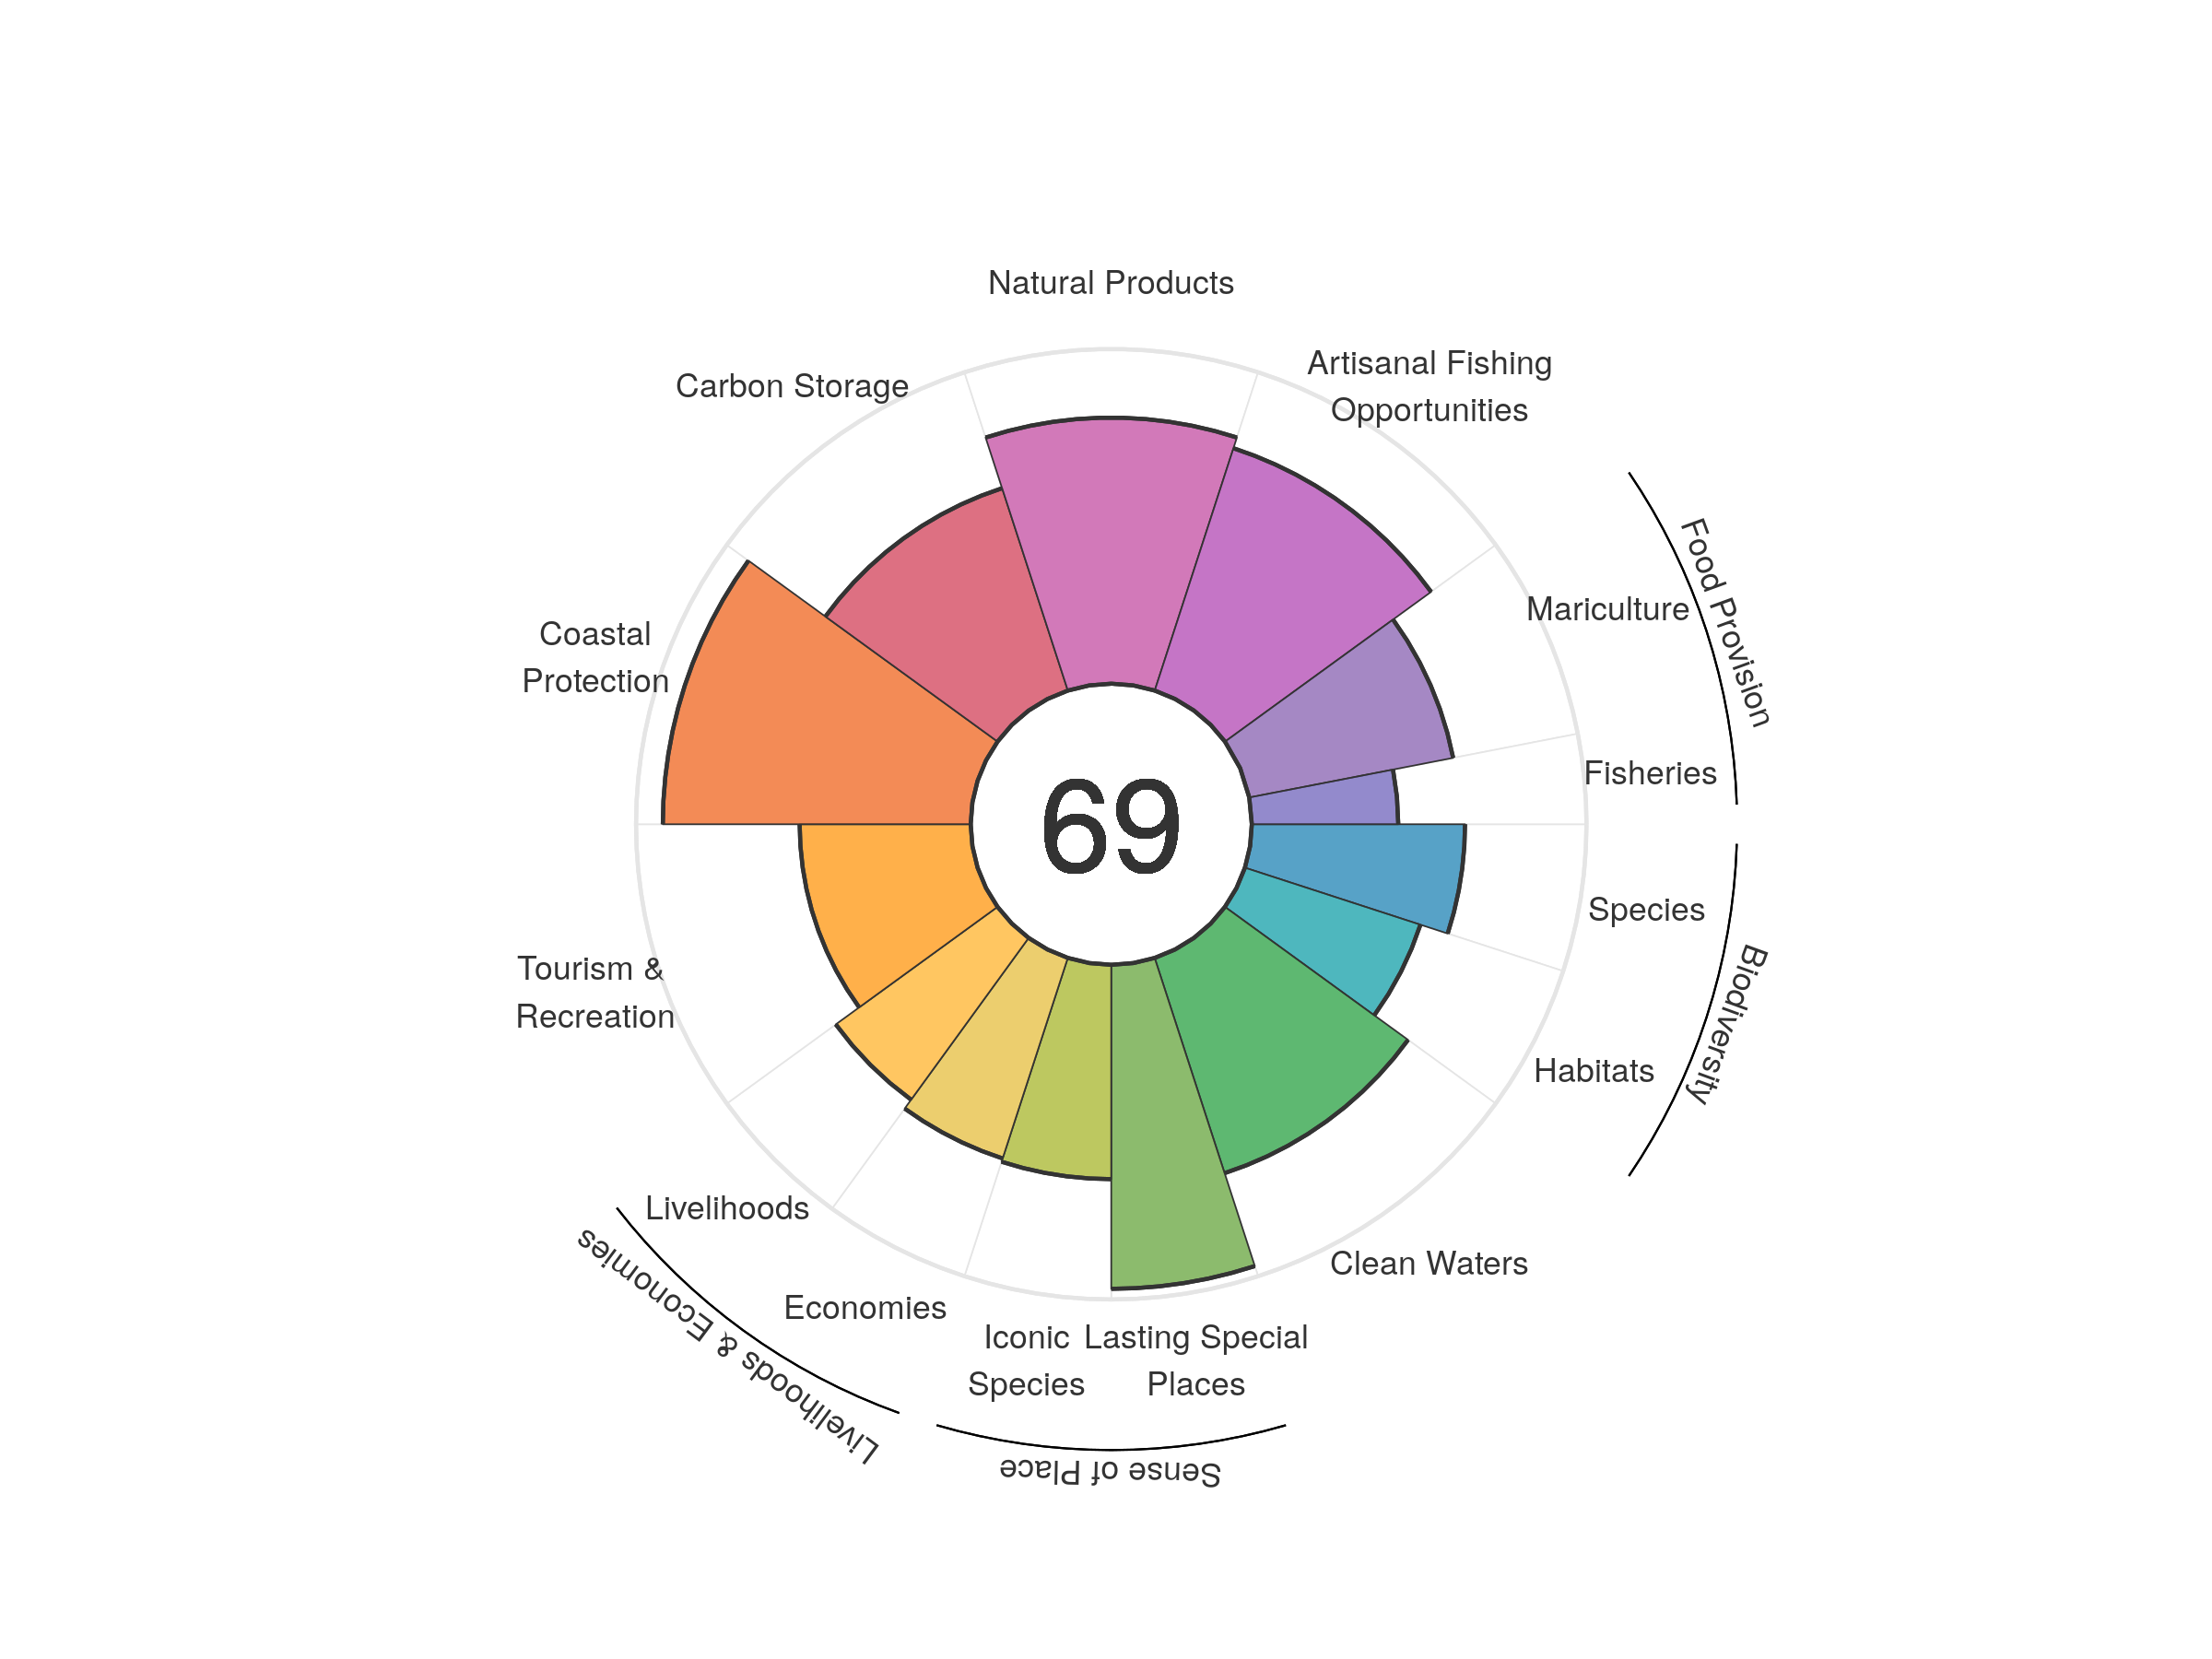 Natural Products
Artisanal Fishing
Opportunities
Carbon Storage
Food Provision
Mariculture
Coastal
Protection
Fisheries
69
Species
Biodiversity
Tourism &
Recreation
Habitats
Livelihoods
Clean Waters
Livelihoods & Economies
Economies
Iconic
Species
Lasting Special
Places
Sense of Place